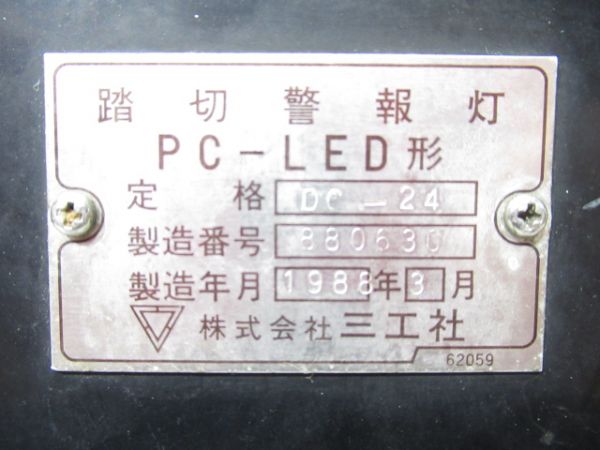 踏切警報灯
PC-LED形
定格 DC-24
製造番号 880630
製造年月 1988年3月
株式会社 三工社
62059